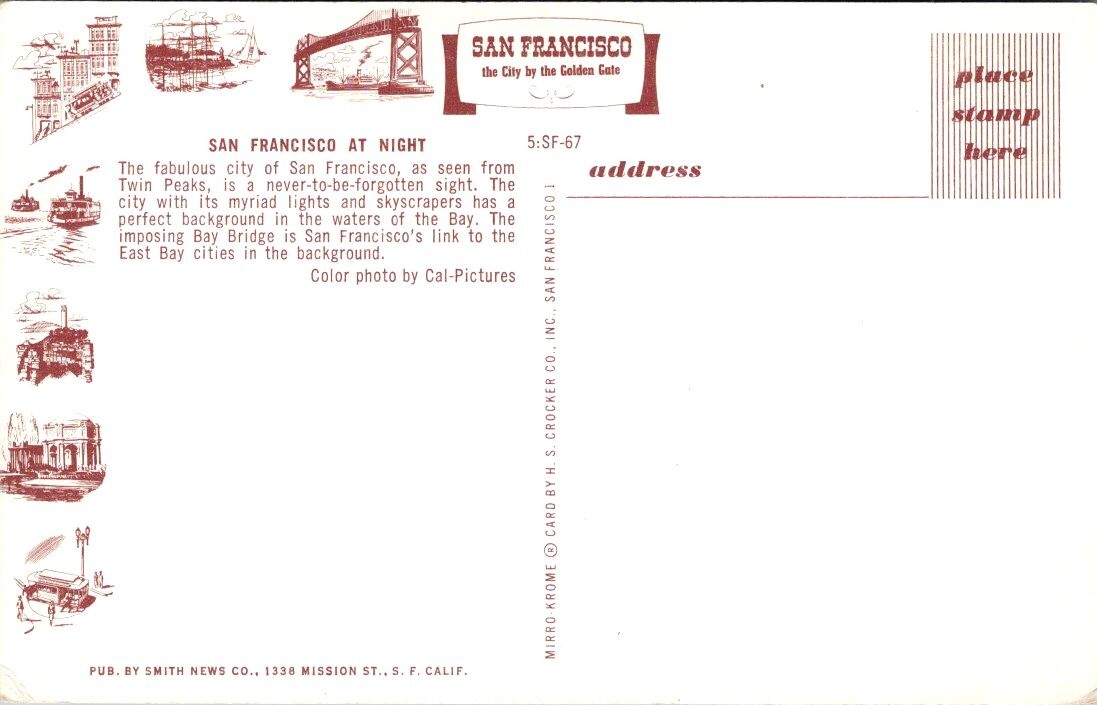 SAN FRANCISCO
the City by the Golden Gate
place
stamp
here
SAN FRANCISCO AT NIGHT
5:SF-67
The fabulous city of San Francisco, as seen from
Twin Peaks, is a never-to-be-forgotten sight. The
city with its myriad lights and skyscrapers has a
perfect background in the waters of the Bay. The
imposing Bay Bridge is San Francisco's link to the
East Bay cities in the background.
Color photo by Cal-Pictures
address
MIRRO-KROME ® CARD BY H. S. CROCKER CO., INC., SAN FRANCISCO 1
PUB. BY SMITH NEWS CO., 1338 MISSION ST., S. F. CALIF.